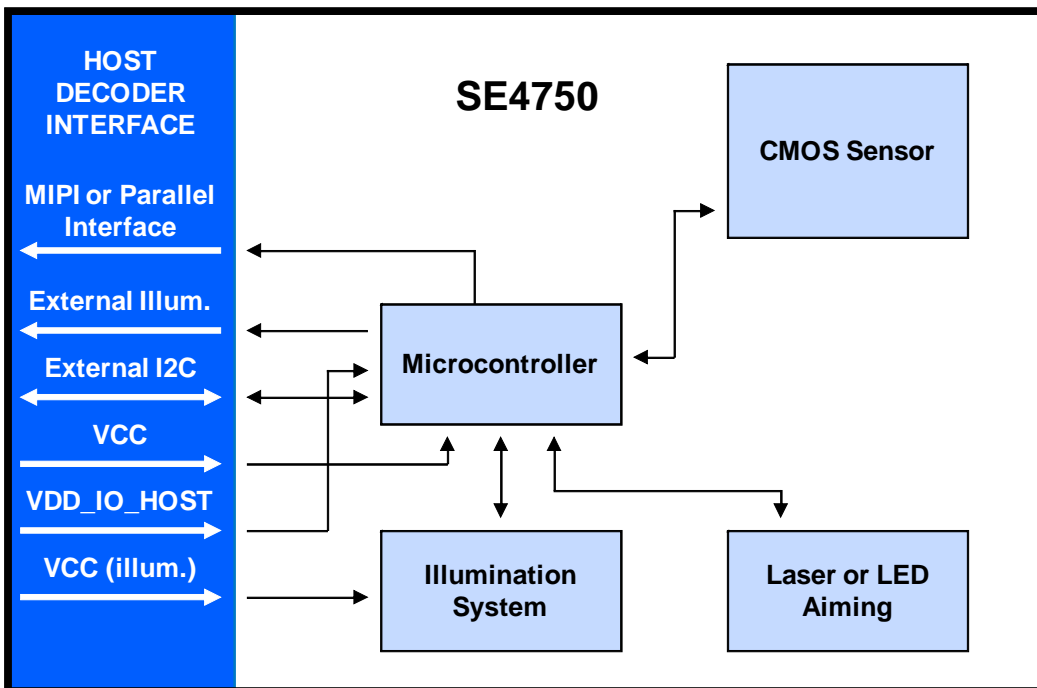 HOST
DECODER
INTERFACE
MIPI or Parallel
Interface
External Illum.
External I2C
VCC
VDD_IO_HOST
VCC (illum.)
SE4750
CMOS Sensor
Microcontroller
Illumination
System
Laser or LED
Aiming